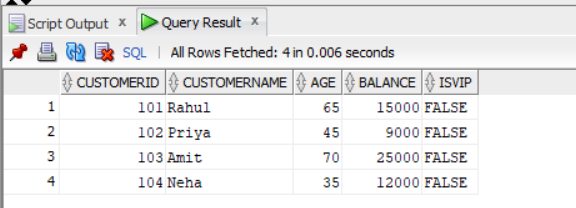 Script Output x Query Result x
SQL | All Rows Fetched: 4 in 0.006 seconds
CUSTOMERID CUSTOMERNAME AGE BALANCE ISVIP
1 101 Rahul 65 15000 FALSE
2 102 Priya 45 9000 FALSE
3 103 Amit 70 25000 FALSE
4 104 Neha 35 12000 FALSE